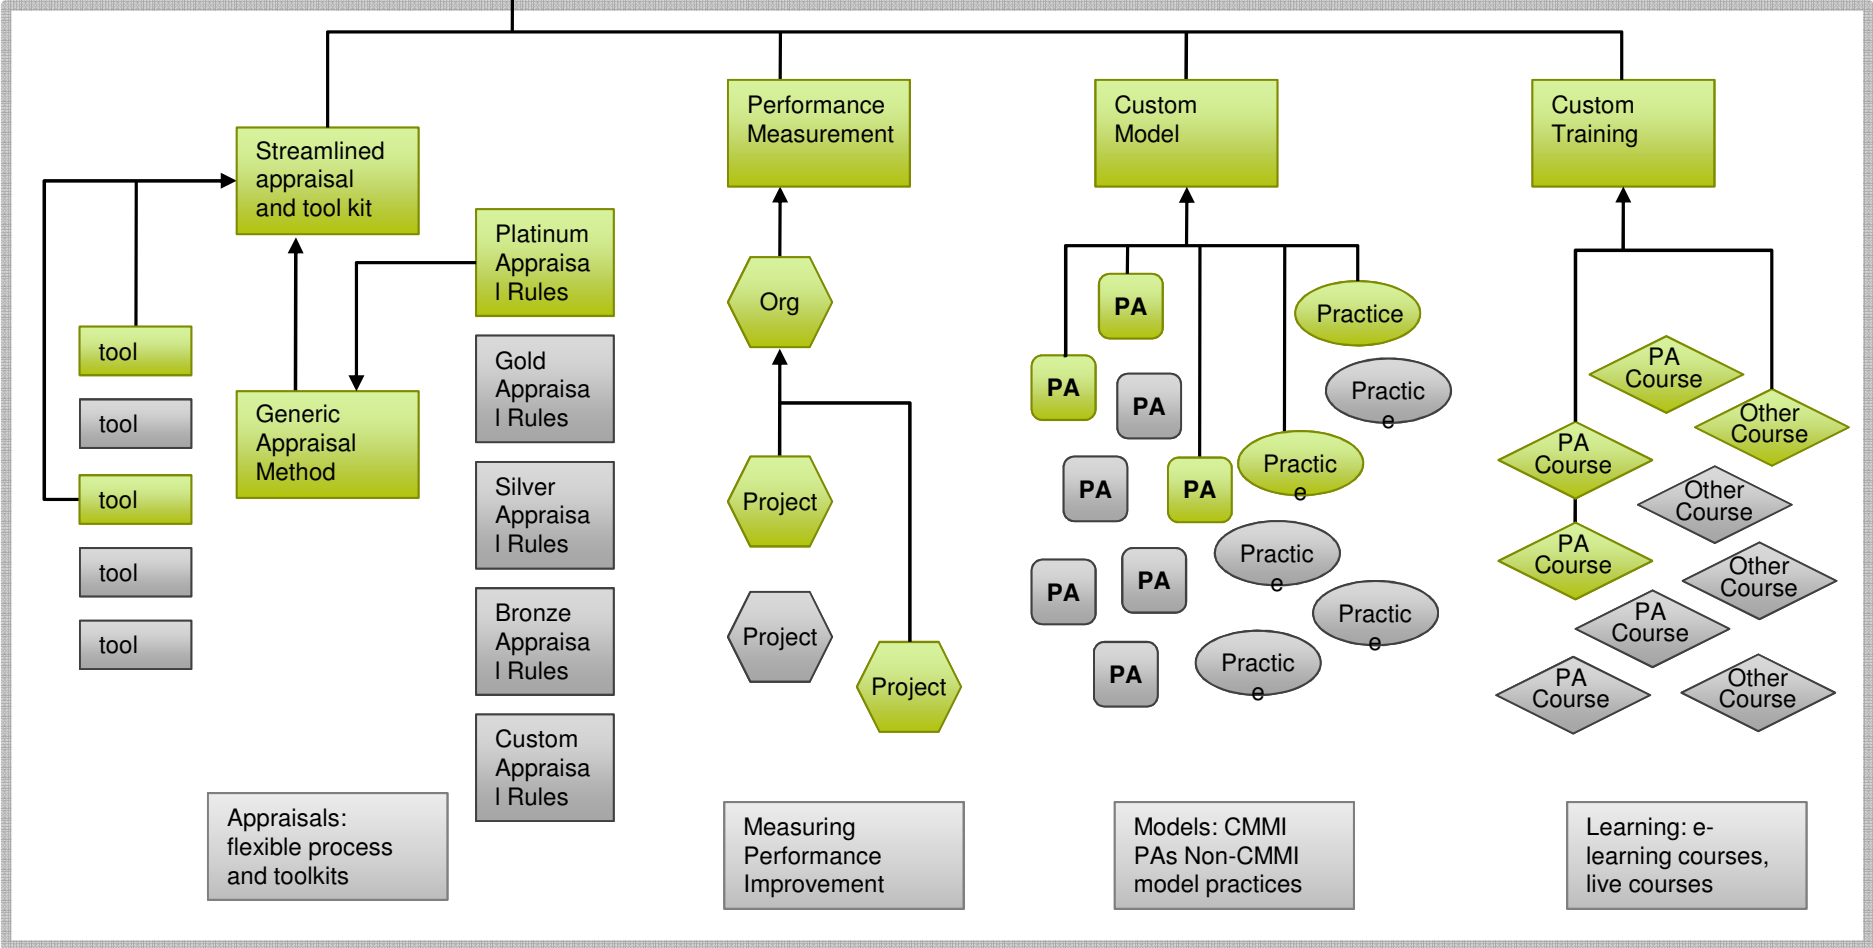 Streamlined
appraisal
and tool kit
Performance
Measurement
Custom
Model
Custom
Training
Platinum
Appraisa
l Rules
Gold
Appraisa
l Rules
Silver
Appraisa
l Rules
Bronze
Appraisa
l Rules
Custom
Appraisa
l Rules
tool
tool
tool
tool
tool
Generic
Appraisal
Method
Org
Project
Project
Project
PA
PA
PA
PA
PA
PA
PA
PA
Practice
Practic
e
Practic
e
Practic
e
Practic
e
Practic
e
PA
Course
Other
Course
PA
Course
Other
Course
PA
Course
Other
Course
PA
Course
PA
Course
Other
Course
Appraisals:
flexible process
and toolkits
Measuring
Performance
Improvement
Models: CMMI
PAs Non-CMMI
model practices
Learning: e-
learning courses,
live courses